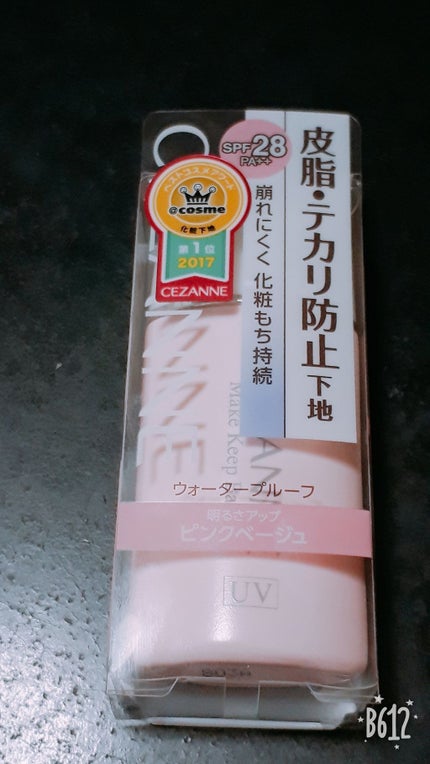 SPF28
PA++
皮脂・テカリ防止下地
崩れにくく 化粧もち持続
ベストコスメアワード
@cosme
化粧下地
第1位
2017
CEZANNE
Make Keep
ウォータープルーフ
明るさアップ
ピンクベージュ
UV
B612